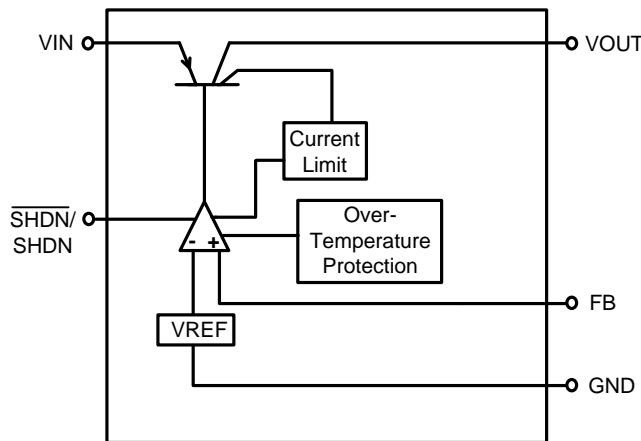 VIN
VOUT
Current
Limit
SHDN/
SHDN
Over-
Temperature
Protection
- +
FB
VREF
GND